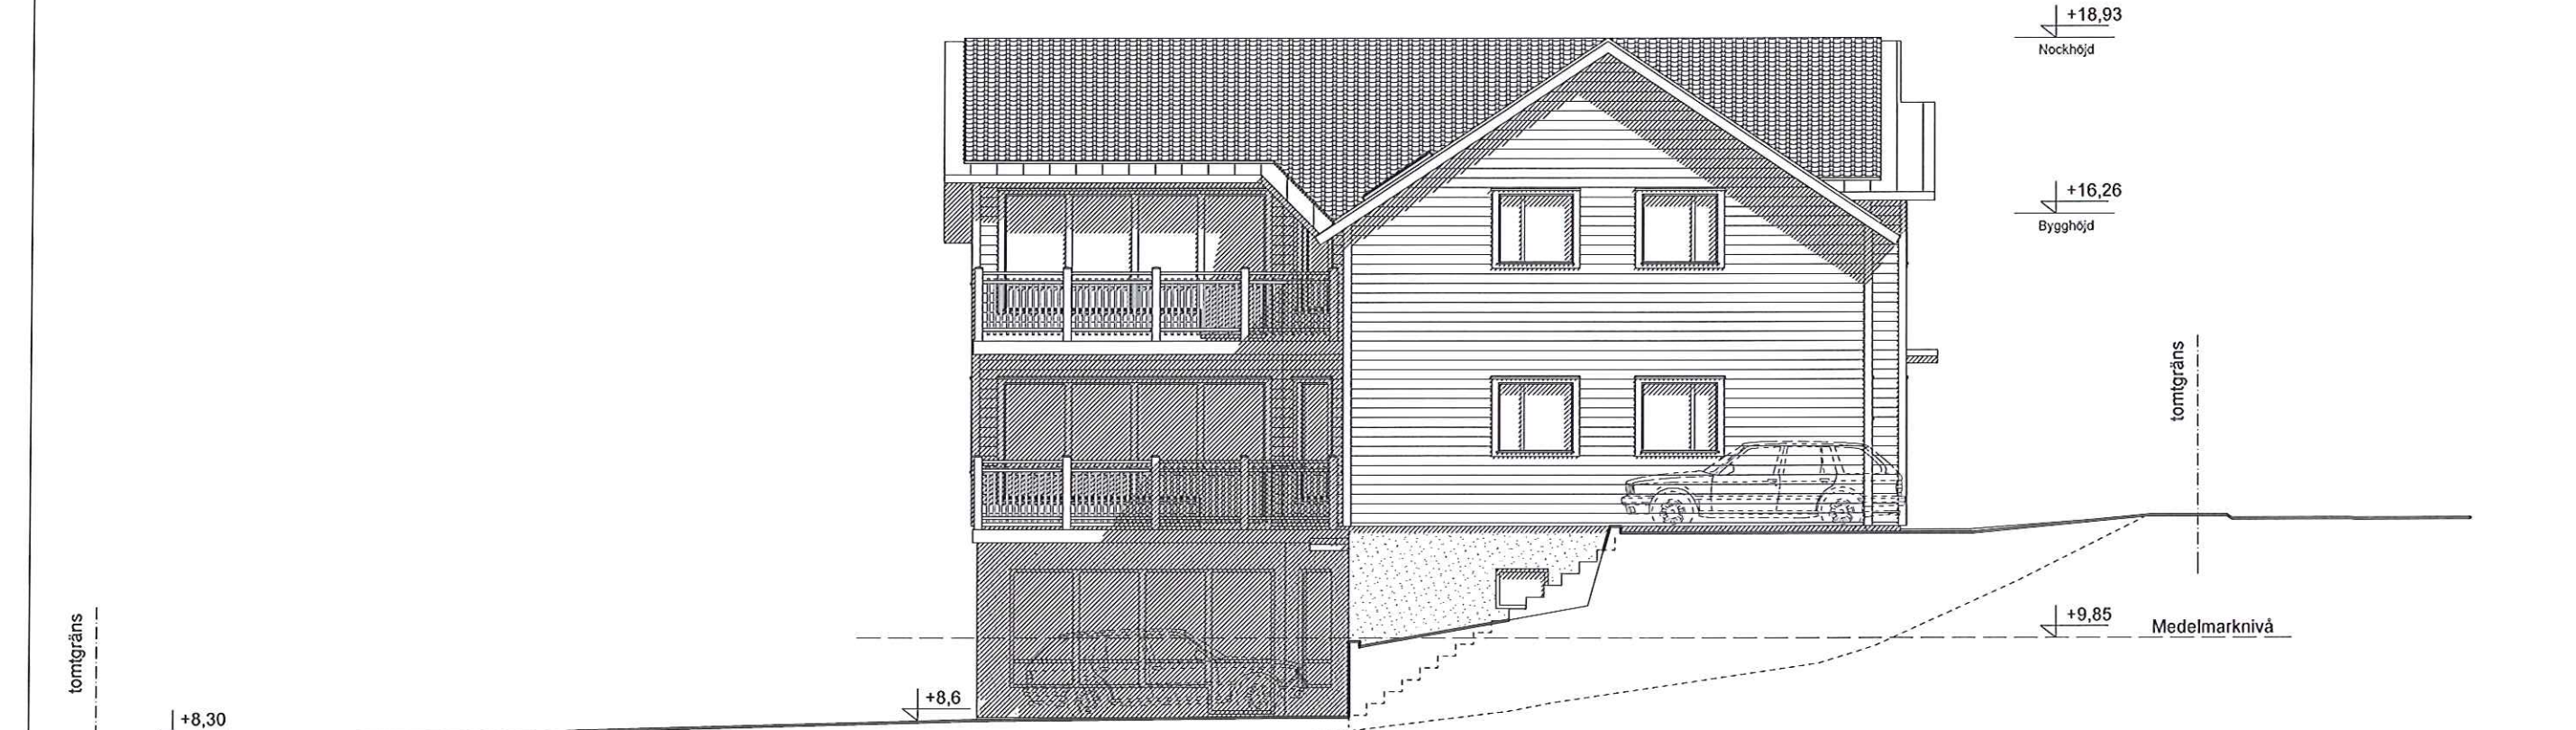 +18,93
Nockhöjd
+16,26
Bygghöjd
tomtgräns
+9,85
Medelmarknivå
tomtgräns
+8,6
+8,30